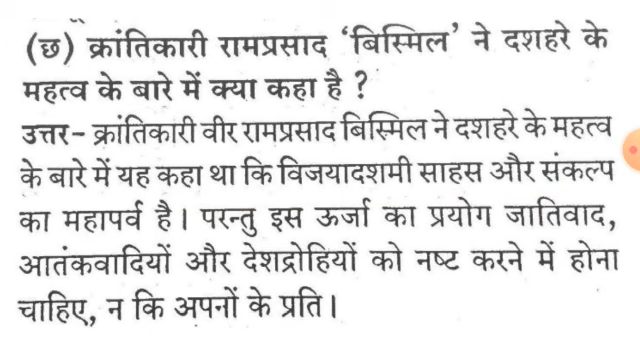 (छ) क्रांतिकारी रामप्रसाद ‘बिस्मिल’ ने दशहरे के
महत्व के बारे में क्या कहा है ?
उत्तर– क्रांतिकारी वीर रामप्रसाद बिस्मिल ने दशहरे के महत्व
के बारे में यह कहा था कि विजयादशमी साहस और संकल्प
का महापर्व है। परन्तु इस ऊर्जा का प्रयोग जातिवाद,
आतंकवादियों और देशद्रोहियों को नष्ट करने में होना
चाहिए, न कि अपनों के प्रति।